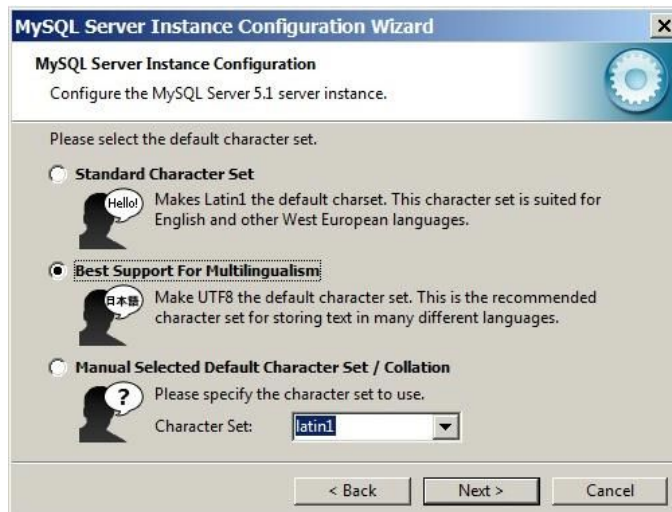 MySQL Server Instance Configuration Wizard
MySQL Server Instance Configuration
Configure the MySQL Server 5.1 server instance.
Please select the default character set.
Standard Character Set
Hello!
Makes Latin1 the default charset. This character set is suited for
English and other West European languages.
Best Support For Multilingualism
日本語
Make UTF8 the default character set. This is the recommended
character set for storing text in many different languages.
Manual Selected Default Character Set / Collation
?
Please specify the character set to use.
Character Set: latin1
< Back Next > Cancel